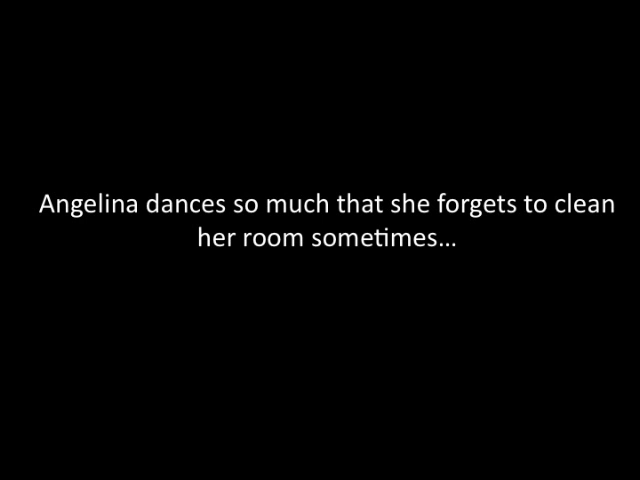 Angelina dances so much that she forgets to clean
her room sometimes...